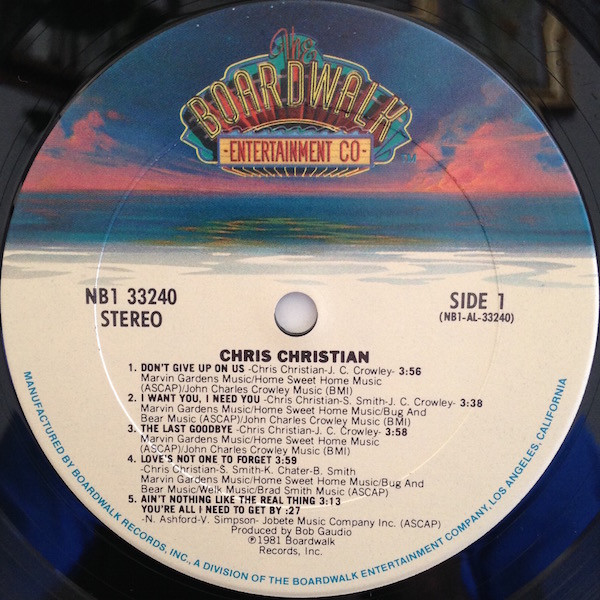 The
BOARDWALK
-ENTERTAINMENT CO-
TM
NB1 33240
STEREO
SIDE 1
(NB1-AL-33240)
CHRIS CHRISTIAN
1. DON'T GIVE UP ON US -Chris Christian-J. C. Crowley- 3:56
Marvin Gardens Music/Home Sweet Home Music
(ASCAP)/John Charles Crowley Music (BMI)
2. I WANT YOU, I NEED YOU -Chris Christian-S. Smith-J. C. Crowley- 3:38
Marvin Gardens Music/Home Sweet Home Music/Bug And
Bear Music (ASCAP)/John Charles Crowley Music (BMI)
3. THE LAST GOODBYE -Chris Christian-J. C. Crowley- 3:58
Marvin Gardens Music/Home Sweet Home Music
(ASCAP)/John Charles Crowley Music (BMI)
4. LOVE'S NOT ONE TO FORGET 3:59
-Chris Christian-S. Smith-K. Chater-B. Smith
Marvin Gardens Music/Home Sweet Home Music/Bug and
Bear Music/Welk Music/Brad Smith Music (ASCAP)
5. AIN'T NOTHING LIKE THE REAL THING 3:13
YOU'RE ALL I NEED TO GET BY :27
-N. Ashford-V. Simpson- Jobete Music Company Inc. (ASCAP)
Produced by Bob Gaudio
℗1981 Boardwalk
Records, Inc.
MANUFACTURED BY BOARDWALK RECORDS, INC., A DIVISION OF THE BOARDWALK ENTERTAINMENT COMPANY, LOS ANGELES, CALIFORNIA